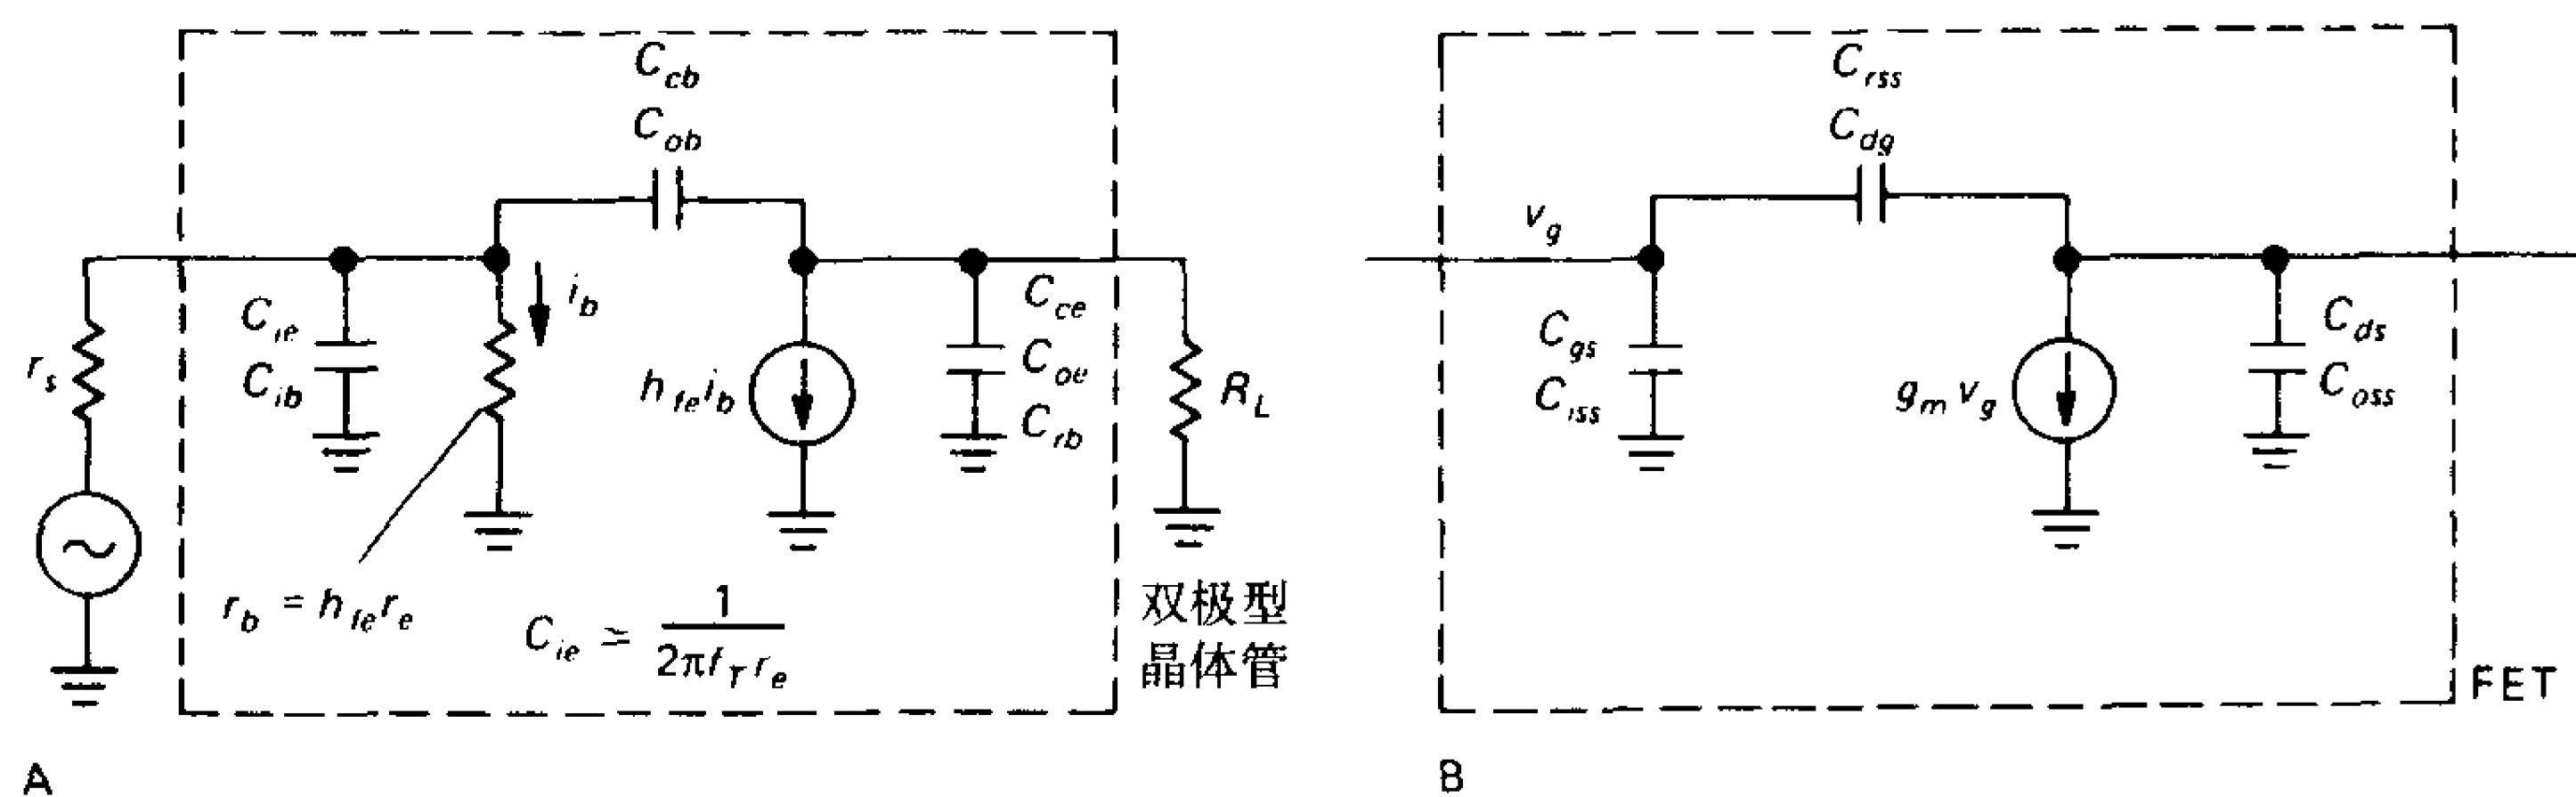 C_cb
C_ob
C_ie
C_ib
r_s
i_b
h_fe i_b
C_ce
C_oe
C_rb
R_L
r_b = h_fe r_e
C_ie ≃ 1 / 2πf_T r_e
双极型
晶体管
A
C_rss
C_dg
v_g
C_gs
C_iss
g_m v_g
C_ds
C_oss
FET
B